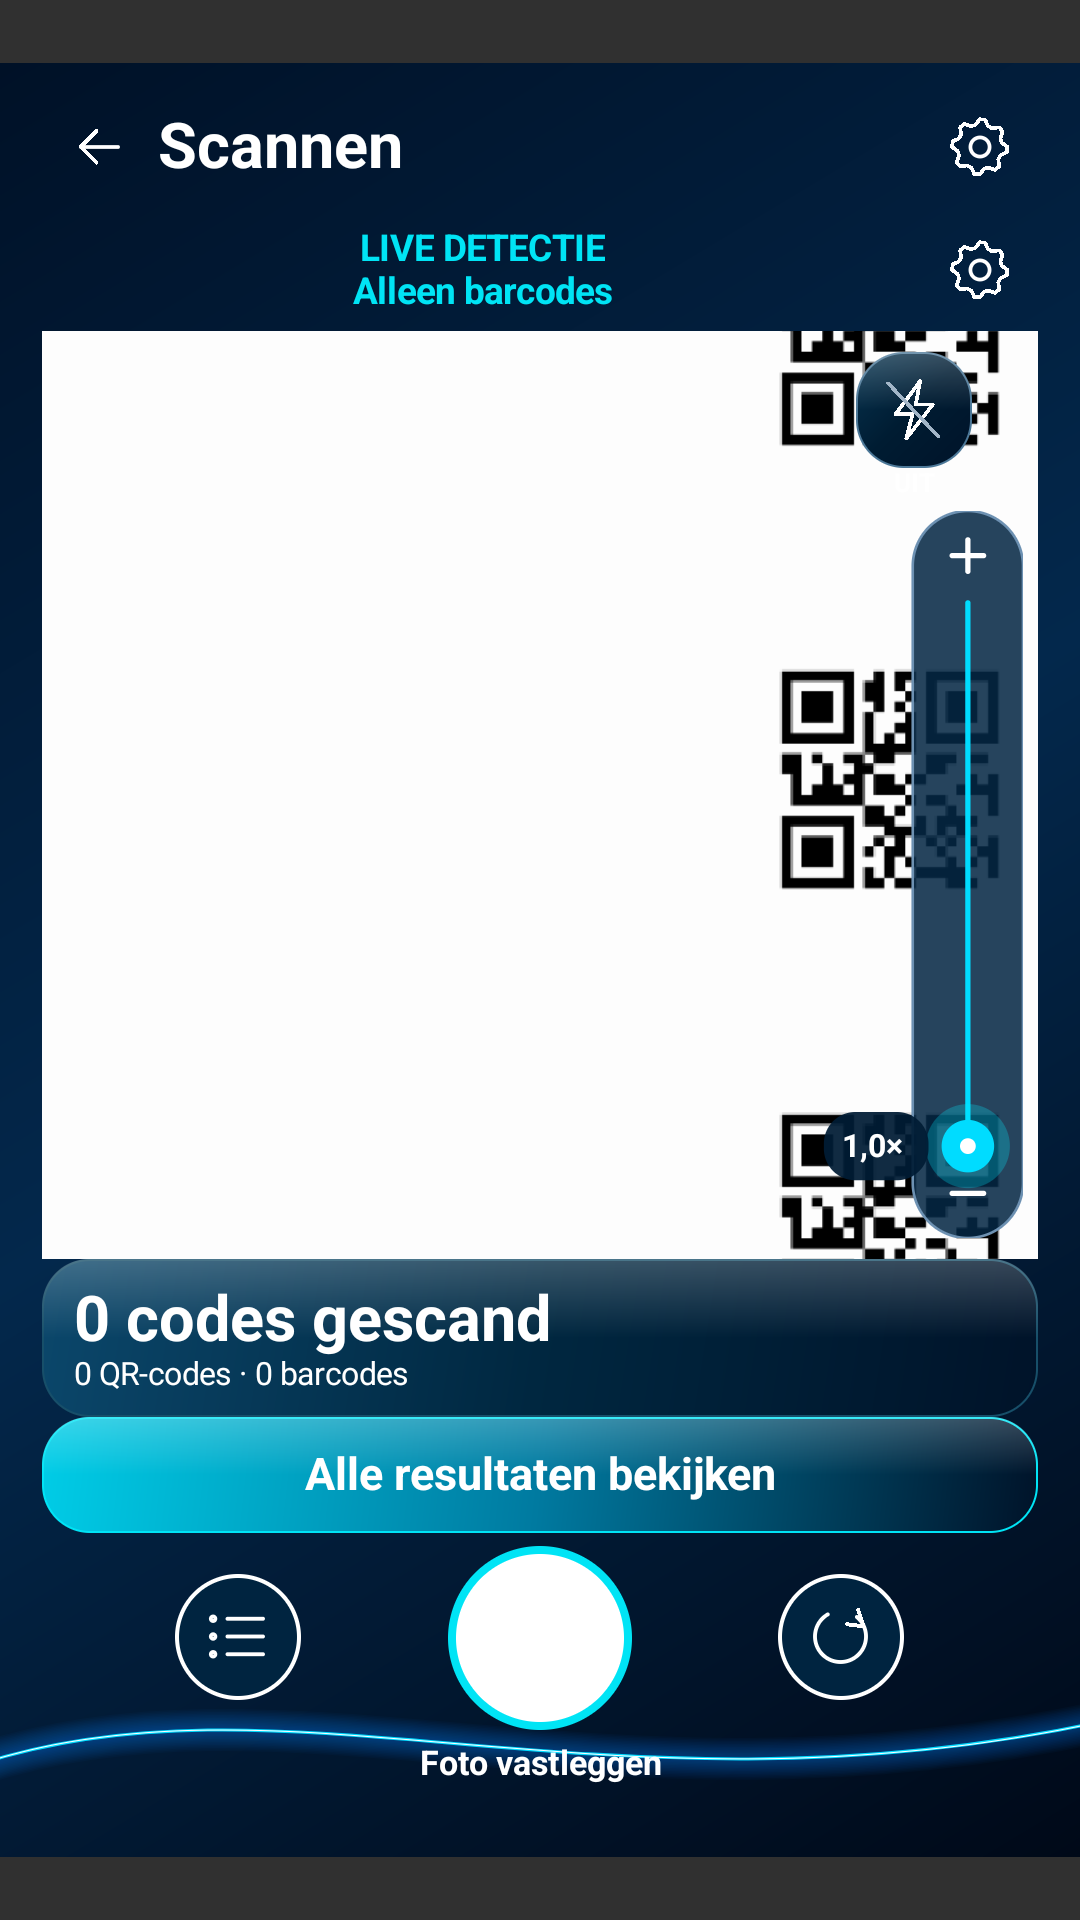 Scannen
LIVE DETECTIE
Alleen barcodes
1,0×
0 codes gescand
0 QR-codes · 0 barcodes
Alle resultaten bekijken
Foto vastleggen